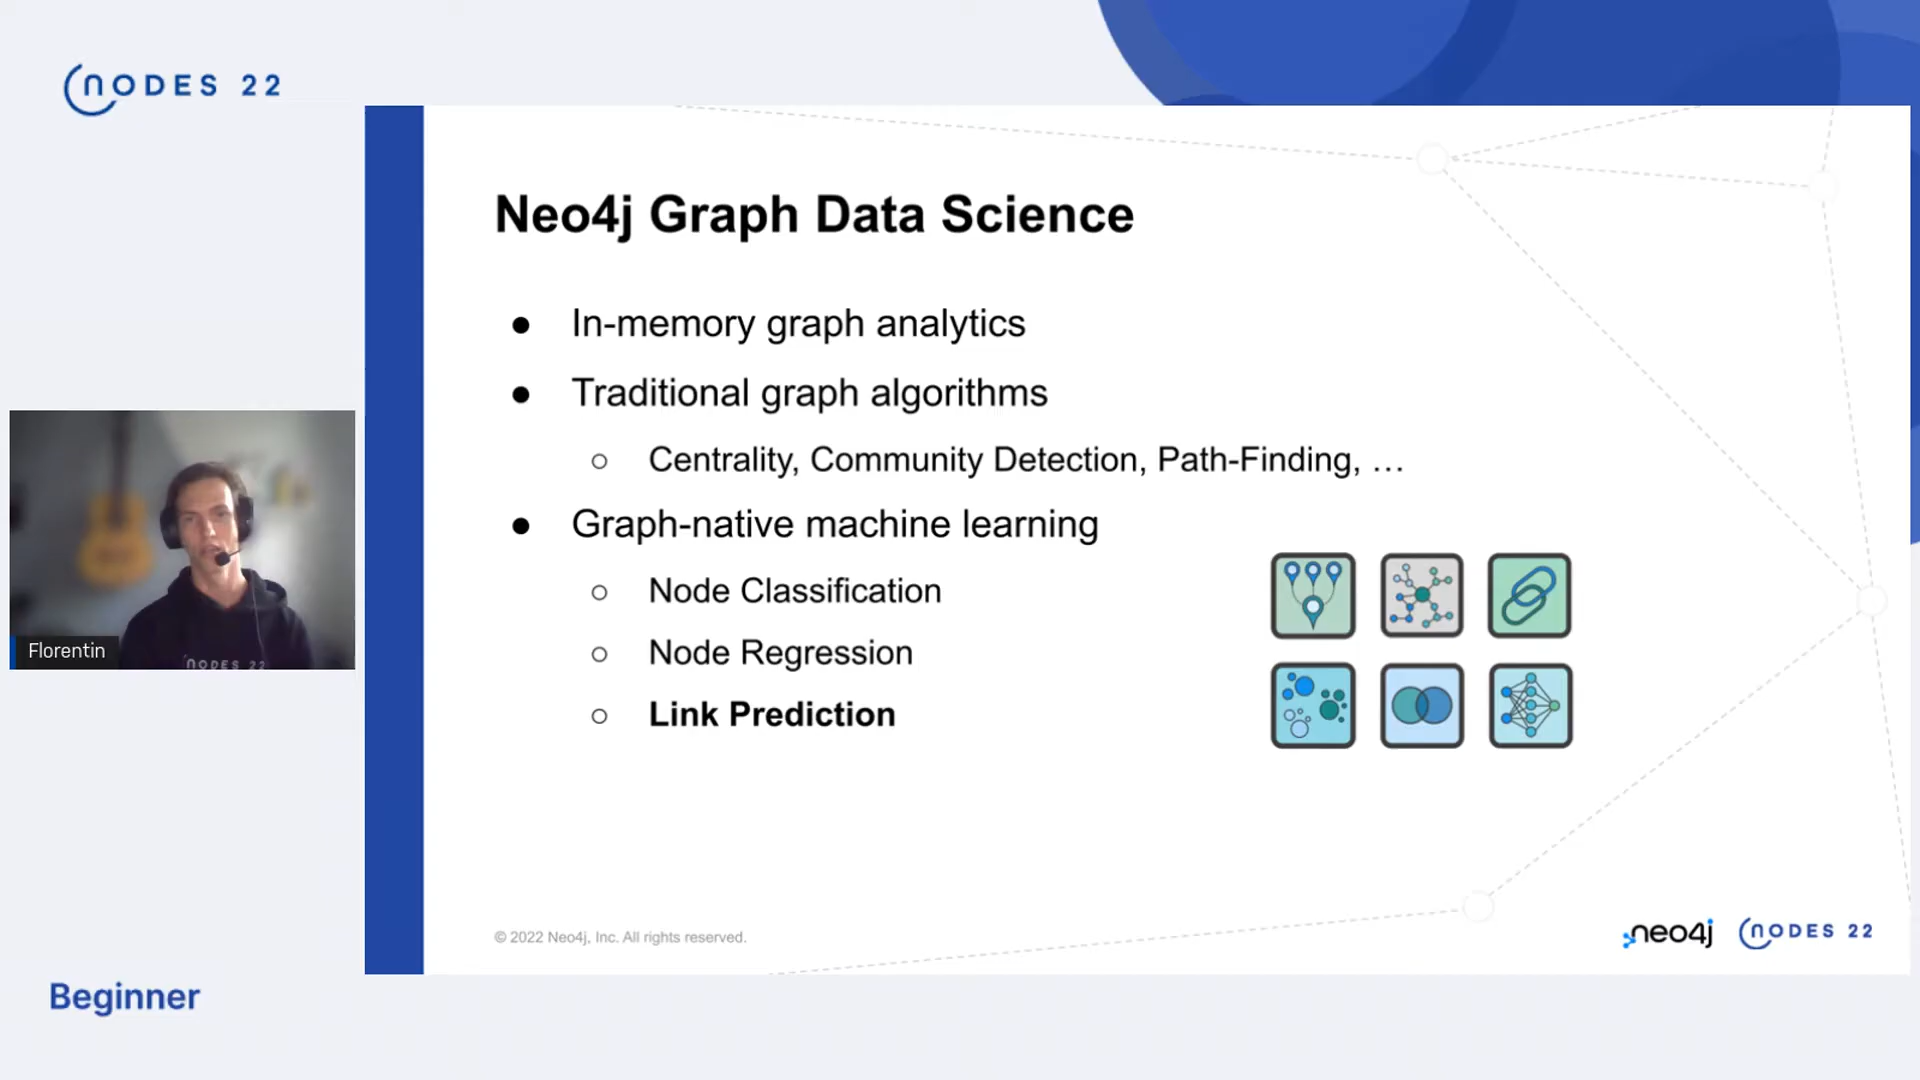 NODES 22
Neo4j Graph Data Science
● In-memory graph analytics
● Traditional graph algorithms
○ Centrality, Community Detection, Path-Finding, …
● Graph-native machine learning
○ Node Classification
○ Node Regression
○ Link Prediction
Florentin
NODES 22
© 2022 Neo4j, Inc. All rights reserved.
neo4j NODES 22
Beginner